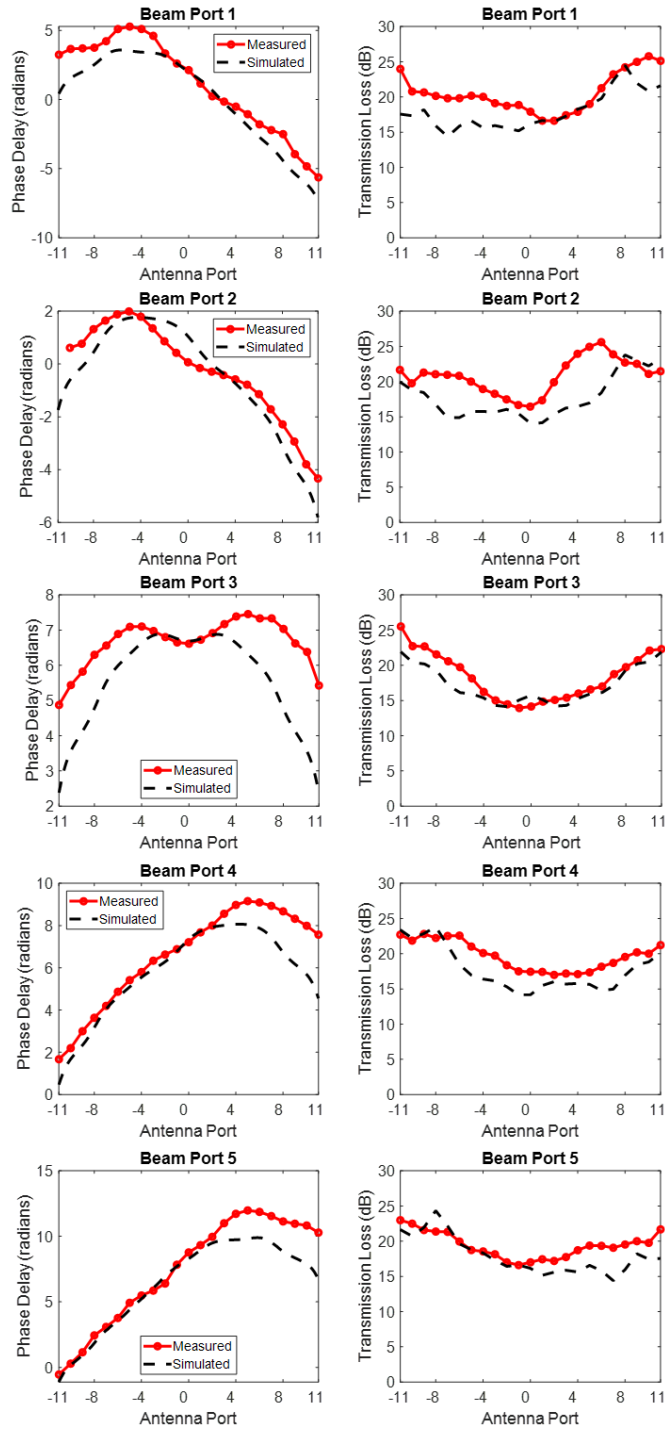 Beam Port 1
Phase Delay (radians)
5
0
-5
-10
Measured
Simulated
-11 -8 -4 0 4 8 11
Antenna Port
Beam Port 1
Transmission Loss (dB)
30
25
20
15
10
5
0
-11 -8 -4 0 4 8 11
Antenna Port
Beam Port 2
Phase Delay (radians)
2
0
-2
-4
-6
Measured
Simulated
-11 -8 -4 0 4 8 11
Antenna Port
Beam Port 2
Transmission Loss (dB)
30
25
20
15
10
5
0
-11 -8 -4 0 4 8 11
Antenna Port
Beam Port 3
Phase Delay (radians)
8
7
6
5
4
3
2
Measured
Simulated
-11 -8 -4 0 4 8 11
Antenna Port
Beam Port 3
Transmission Loss (dB)
30
25
20
15
10
5
0
-11 -8 -4 0 4 8 11
Antenna Port
Beam Port 4
Phase Delay (radians)
10
8
6
4
2
0
Measured
Simulated
-11 -8 -4 0 4 8 11
Antenna Port
Beam Port 4
Transmission Loss (dB)
30
25
20
15
10
5
0
-11 -8 -4 0 4 8 11
Antenna Port
Beam Port 5
Phase Delay (radians)
15
10
5
0
Measured
Simulated
-11 -8 -4 0 4 8 11
Antenna Port
Beam Port 5
Transmission Loss (dB)
30
25
20
15
10
5
0
-11 -8 -4 0 4 8 11
Antenna Port